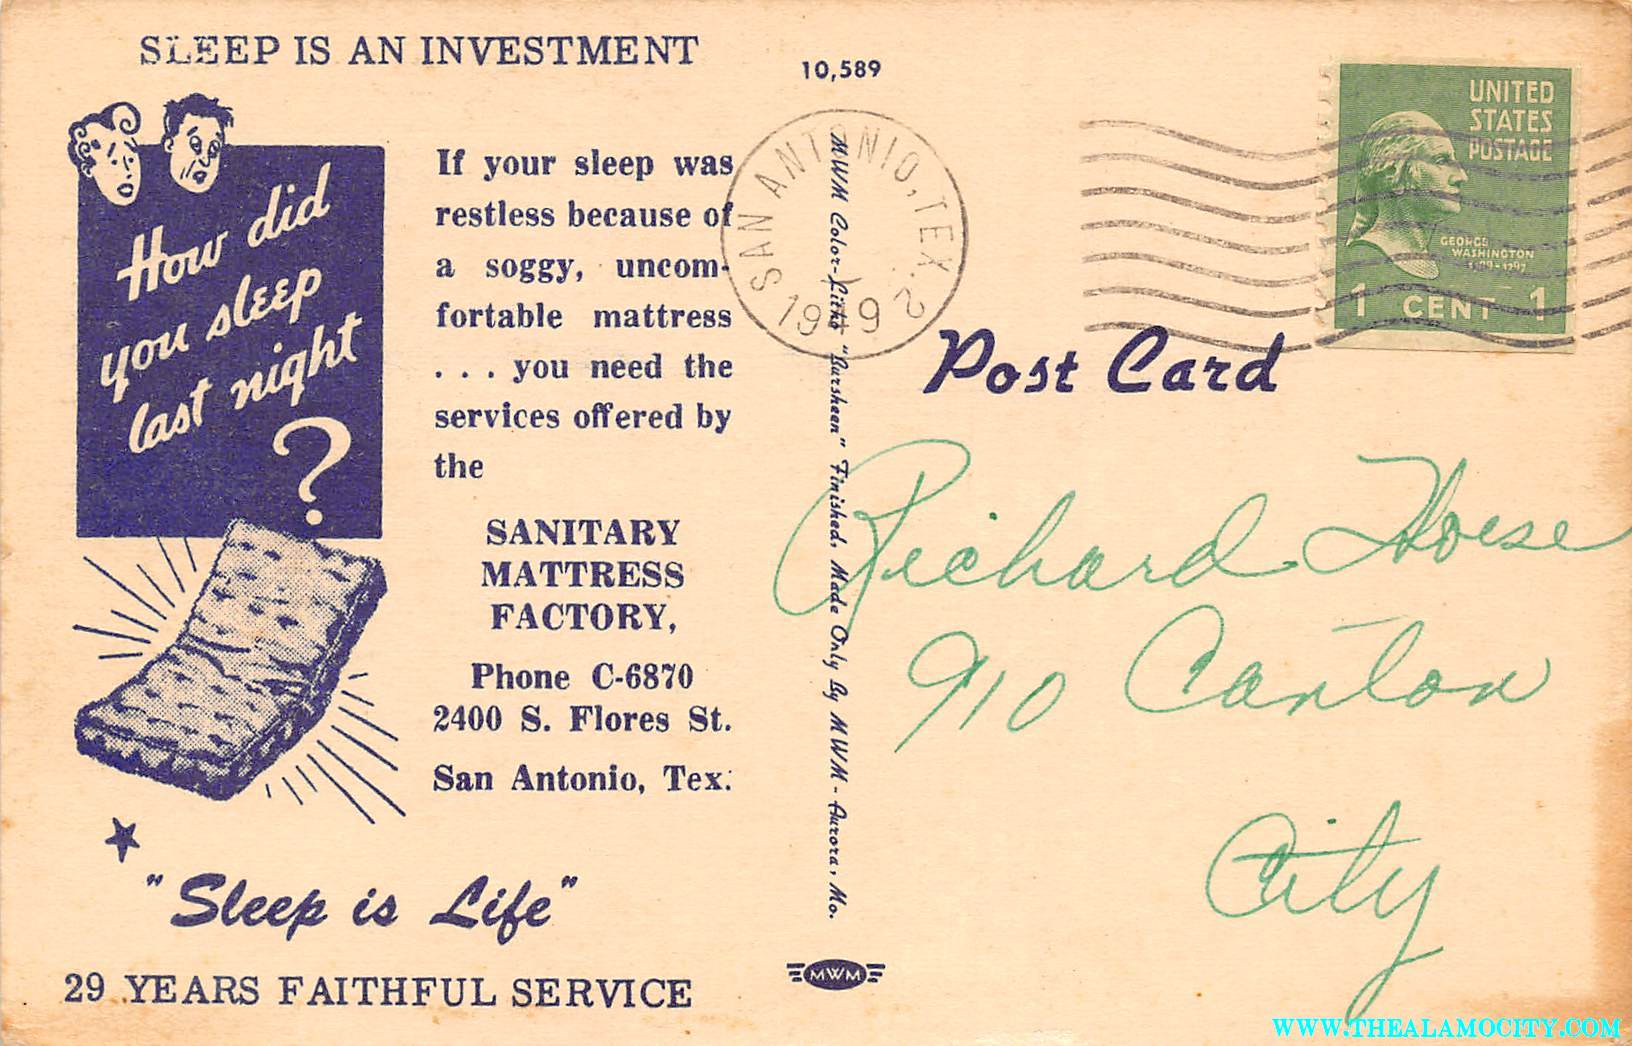 SLEEP IS AN INVESTMENT
10,589
How did
you sleep
last night
?
If your sleep was
restless because of
a soggy, uncom-
fortable mattress
. . . you need the
services offered by
the
SANITARY
MATTRESS
FACTORY,
Phone C-6870
2400 S. Flores St.
San Antonio, Tex.
"Sleep is Life"
29 YEARS FAITHFUL SERVICE
MWM Color-Litho "Bursheen" Finished. Made Only By MWM - Aurora, Mo.
MWM
SAN ANTONIO, TEX. 2
1949
UNITED
STATES
POSTAGE
GEORGE
WASHINGTON
1 CENT 1
Post Card
Richard
910 Canton
City
WWW.THEALAMOCITY.COM